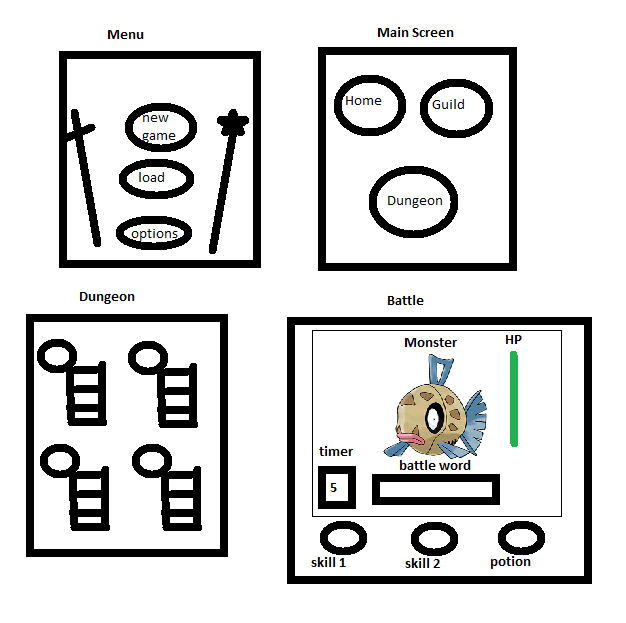 Menu
new
game
load
options
Main Screen
Home
Guild
Dungeon
Dungeon
Battle
Monster
HP
timer
5
battle word
skill 1
skill 2
potion